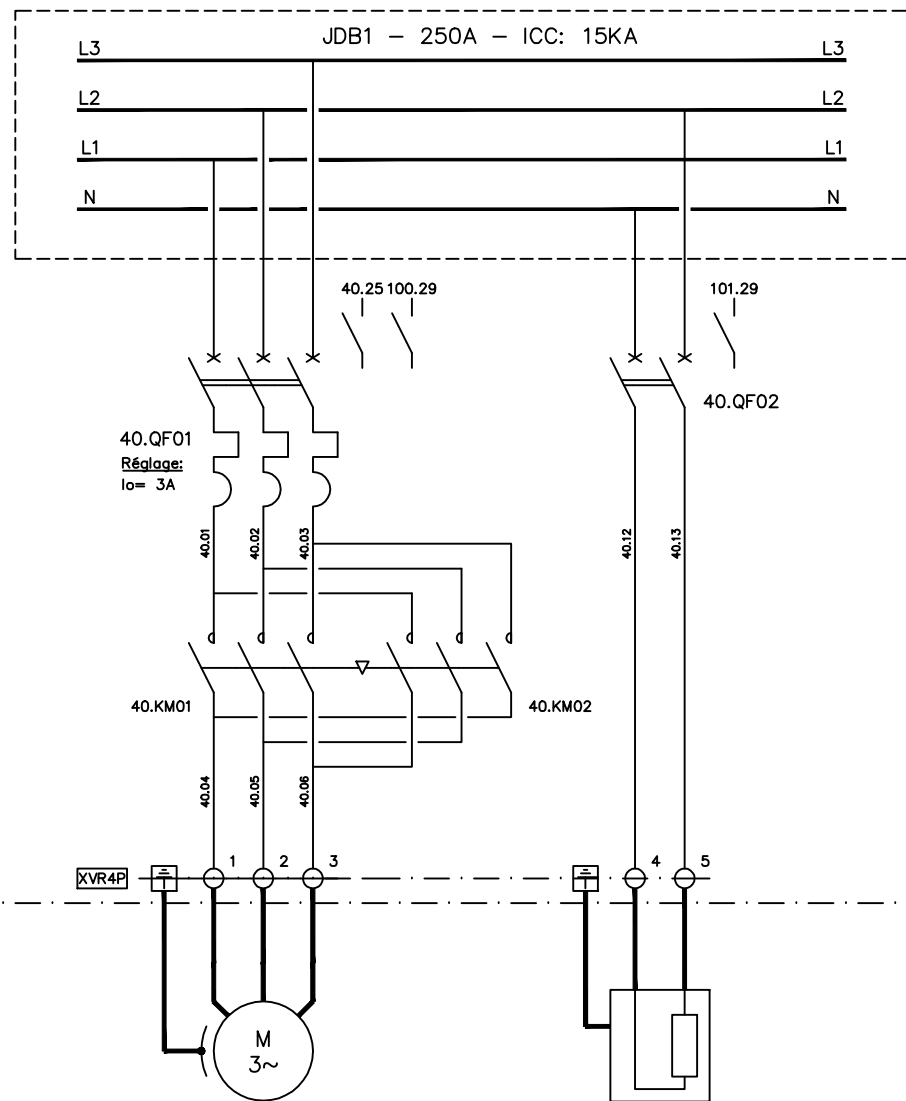 JDB1 - 250A - ICC: 15KA
L3 L3
L2 L2
L1 L1
N N
40.25 100.29 101.29
40.QF02
40.QF01
Réglage:
Io= 3A
40.01 40.02 40.03 40.12 40.13
40.KM01 40.KM02
40.04 40.05 40.06
XVR4P 1 2 3 4 5
M
3~